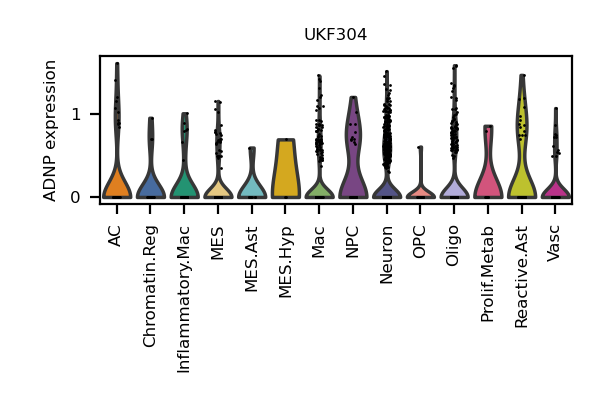 UKF304
ADNP expression
1
0
AC
Chromatin.Reg
Inflammatory.Mac
MES
MES.Ast
MES.Hyp
Mac
NPC
Neuron
OPC
Oligo
Prolif.Metab
Reactive.Ast
Vasc